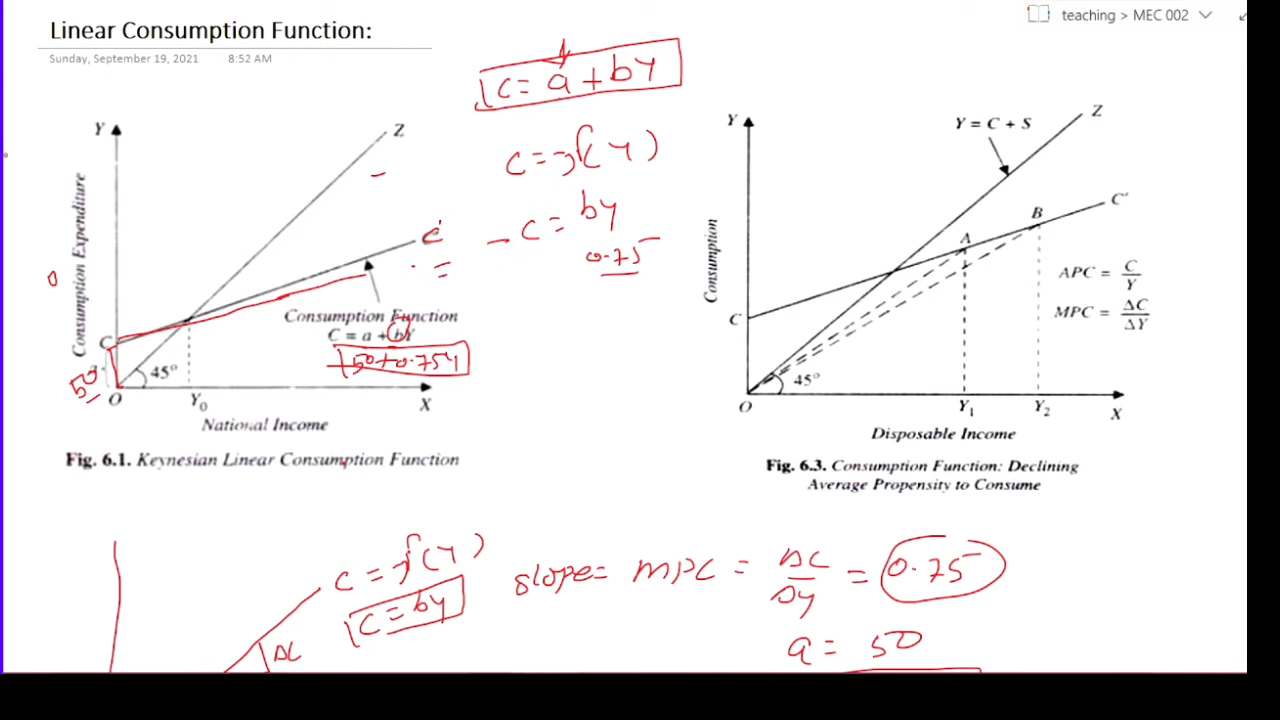 Linear Consumption Function:
Sunday, September 19, 2021 8:52 AM
teaching > MEC 002
C = a + bY
C = f(Y)
C = bY
0.75
Y
Z
C'
Consumption Expenditure
Consumption Function
C = a + bY
50+0.75Y
C
50
45°
O
Y₀
X
National Income
Fig. 6.1. Keynesian Linear Consumption Function
Y
Y = C + S
Z
C'
B
A
Consumption
APC = C/Y
MPC = ΔC/ΔY
C
45°
O
Y₁
Y₂
X
Disposable Income
Fig. 6.3. Consumption Function: Declining
Average Propensity to Consume
C = f(Y)
C = bY
ΔC
slope = MPC = ΔC/ΔY = 0.75
a = 50